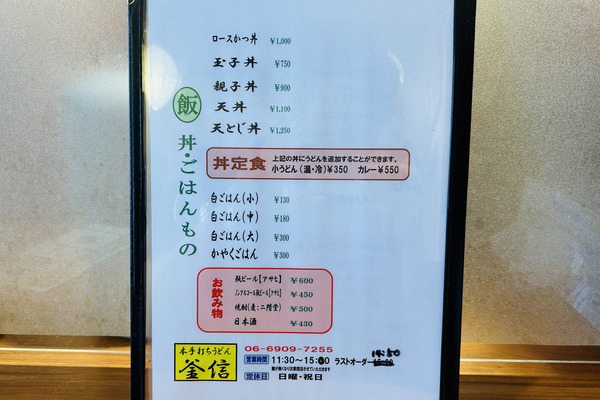 ロースかつ丼 ¥1,000
玉子丼 ¥750
親子丼 ¥900
天丼 ¥1,100
天とじ丼 ¥1,250
飯
丼・ごはんもの
丼定食 上記の丼にうどんを追加することができます。
小うどん(温・冷)¥350 カレー¥550
白ごはん(小) ¥130
白ごはん(中) ¥180
白ごはん(大) ¥300
かやくごはん ¥300
お飲み物
瓶ビール【アサヒ】 ¥600
ノンアルコール瓶ビール【アサヒ】 ¥450
焼酎(麦:二階堂) ¥500
日本酒 ¥430
本手打ちうどん
釜信
06-6909-7255
営業時間 11:30〜15:00 ラストオーダー 14:50
定休日 日曜・祝日